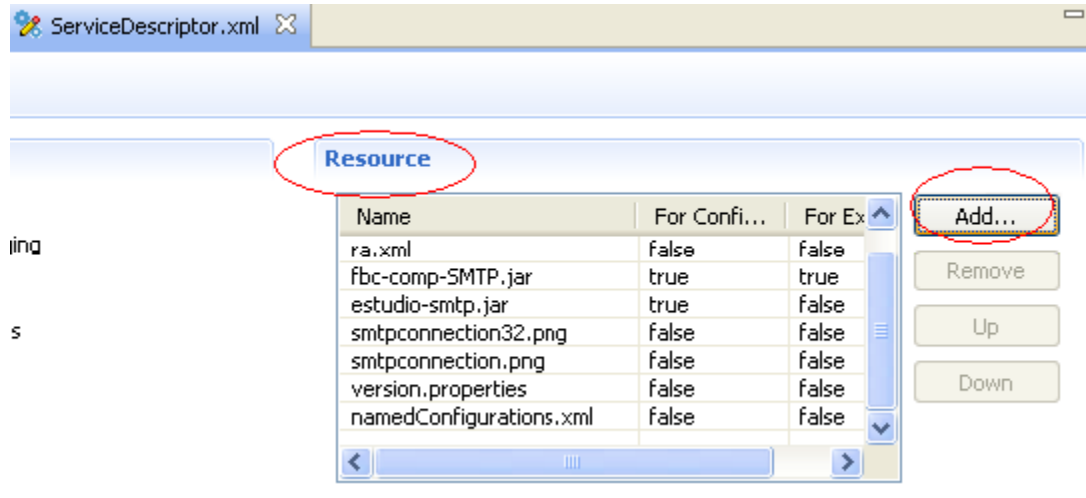 ServiceDescriptor.xml
Resource
Name For Confi... For Ex
Add...
ging
ra.xml false false
fbc-comp-SMTP.jar true true
Remove
estudio-smtp.jar true false
s
smtpconnection32.png false false
Up
smtpconnection.png false false
version.properties false false
Down
namedConfigurations.xml false false